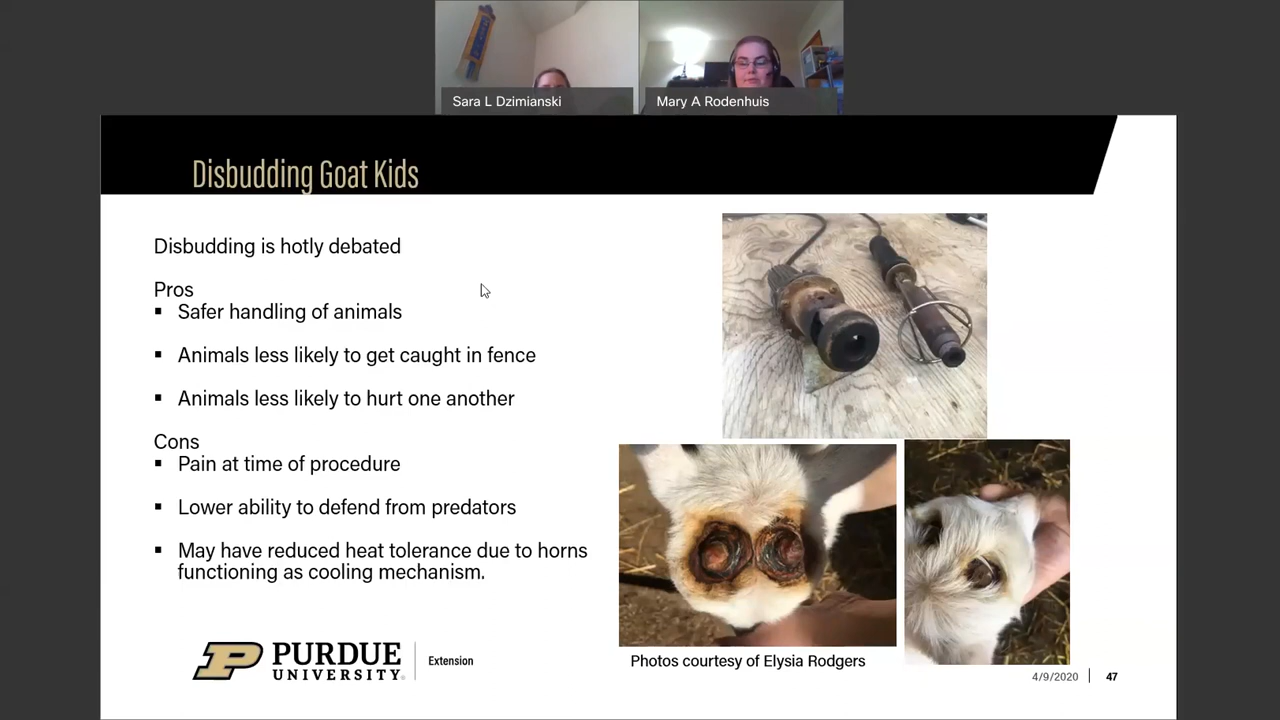 Sara L Dzimianski
Mary A Rodenhuis
Disbudding Goat Kids
Disbudding is hotly debated
Pros
▪ Safer handling of animals
▪ Animals less likely to get caught in fence
▪ Animals less likely to hurt one another
Cons
▪ Pain at time of procedure
▪ Lower ability to defend from predators
▪ May have reduced heat tolerance due to horns
functioning as cooling mechanism.
Photos courtesy of Elysia Rodgers
P PURDUE
UNIVERSITY®
Extension
4/9/2020 | 47